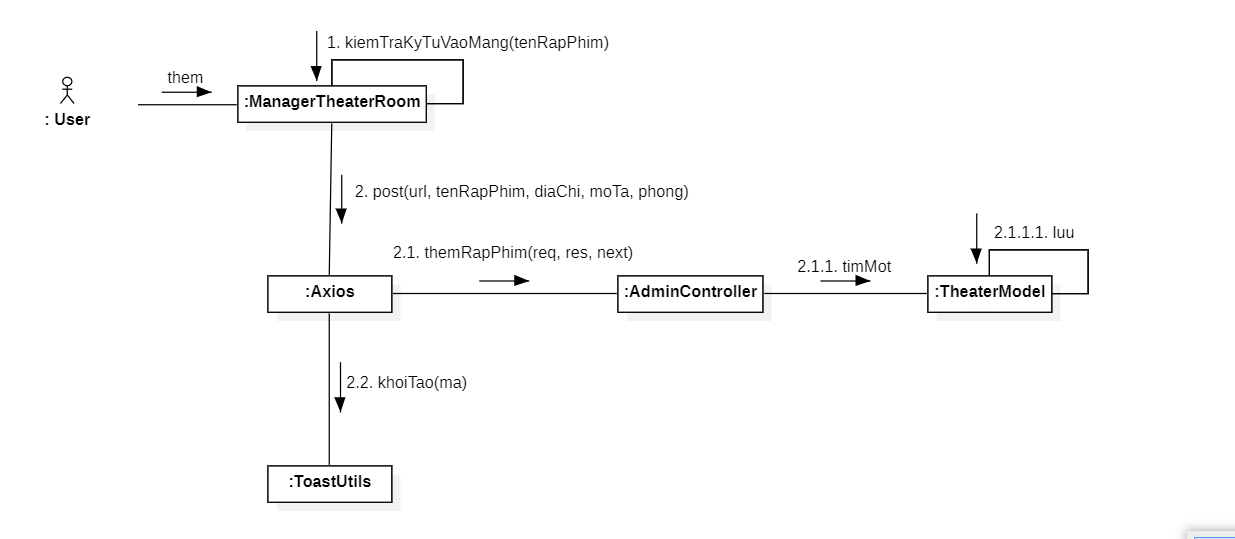 1. kiemTraKyTuVaoMang(tenRapPhim)
them
:ManagerTheaterRoom
: User
2. post(url, tenRapPhim, diaChi, moTa, phong)
2.1. themRapPhim(req, res, next)
2.1.1.1. luu
2.1.1. timMot
:Axios
:AdminController
:TheaterModel
2.2. khoiTao(ma)
:ToastUtils